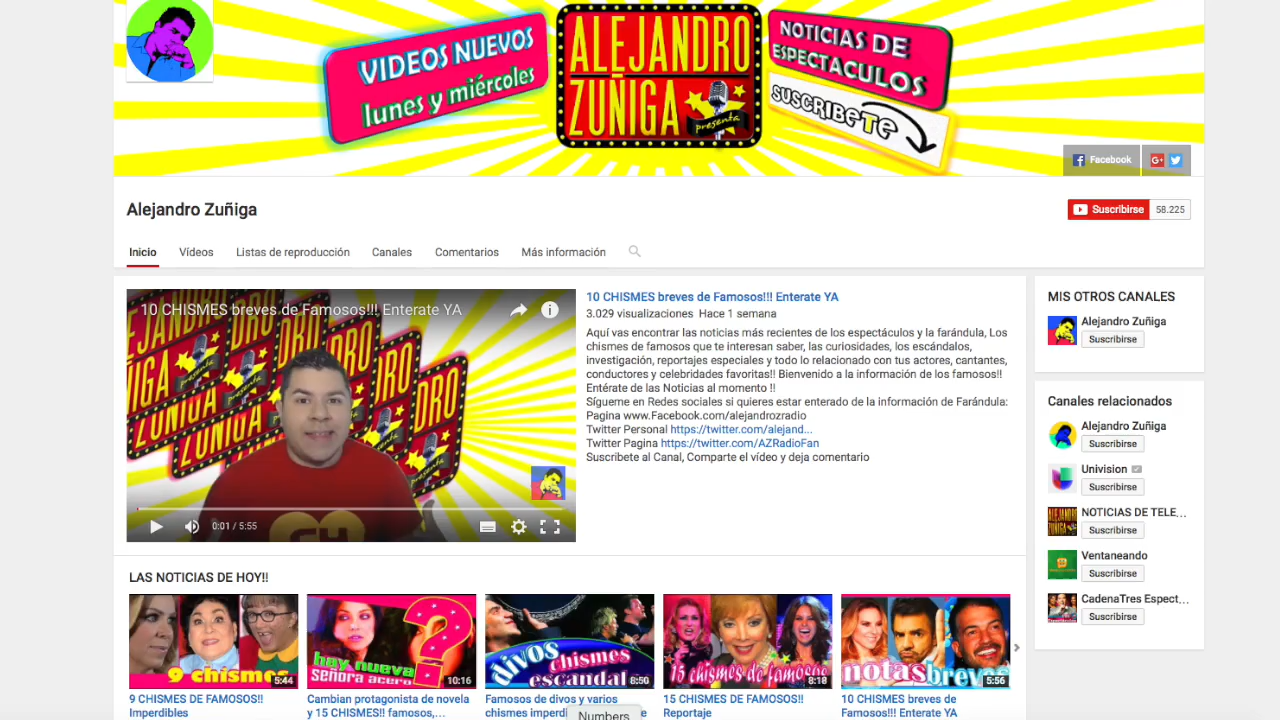 VIDEOS NUEVOS
lunes y miércoles
ALEJANDRO
ZUÑIGA
presenta
NOTICIAS DE
ESPECTACULOS
SUSCRIBETE
Facebook
G+
Alejandro Zuñiga
Suscribirse 58.225
Inicio Vídeos Listas de reproducción Canales Comentarios Más información
10 CHISMES breves de Famosos!!! Enterate YA
0:01 / 5:55
10 CHISMES breves de Famosos!!! Enterate YA
3.029 visualizaciones Hace 1 semana
Aquí vas encontrar las noticias más recientes de los espectáculos y la farándula, Los
chismes de famosos que te interesan saber, las curiosidades, los escándalos,
investigación, reportajes especiales y todo lo relacionado con tus actores, cantantes,
conductores y celebridades favoritas!! Bienvenido a la información de los famosos!!
Entérate de las Noticias al momento !!
Sígueme en Redes sociales si quieres estar enterado de la información de Farándula:
Pagina www.Facebook.com/alejandrozradio
Twitter Personal https://twitter.com/alejand...
Twitter Pagina https://twitter.com/AZRadioFan
Suscribete al Canal, Comparte el vídeo y deja comentario
MIS OTROS CANALES
Alejandro Zuñiga
Suscribirse
Canales relacionados
Alejandro Zuñiga
Suscribirse
Univision
Suscribirse
NOTICIAS DE TELE...
Suscribirse
Ventaneando
Suscribirse
CadenaTres Espect...
Suscribirse
LAS NOTICIAS DE HOY!!
9 chismo
5:44
9 CHISMES DE FAMOSOS!!
Imperdibles
hay nueva
SEÑORA acero
?
10:16
Cambian protagonista de novela
y 15 CHISMES!! famosos,...
divos chismes
escandal
8:50
Famosos de divos y varios
chismes imperdi
e
15 chismes de famosos
8:18
15 CHISMES DE FAMOSOS!!
Reportaje
notas breves
5:56
10 CHISMES breves de
Famosos!!! Enterate YA
Numbers